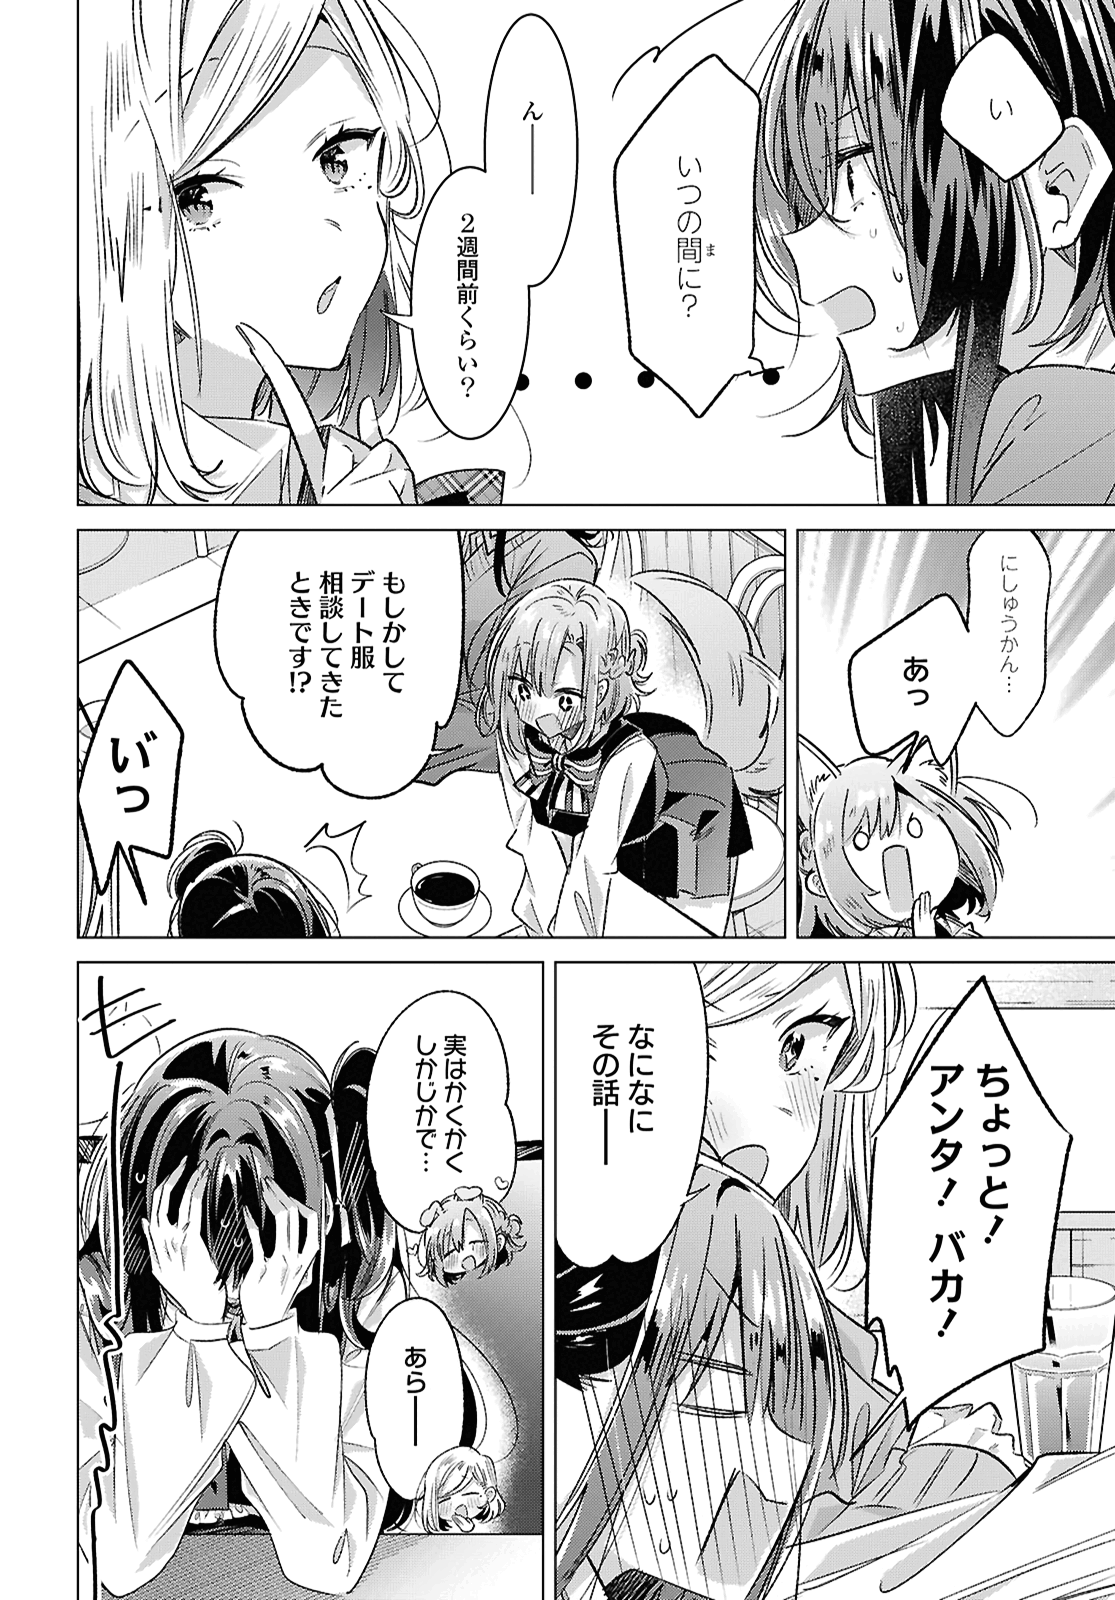 い
いつの間に？
ま
ん――
２週間前くらい？
にしゅうかん…
あっ
もしかして
デート服
相談してきた
ときです!?
い゛っ
ちょっと！
アンタ！バカ！
なになに
その話――
実はかくかく
しかじかで…
あら――